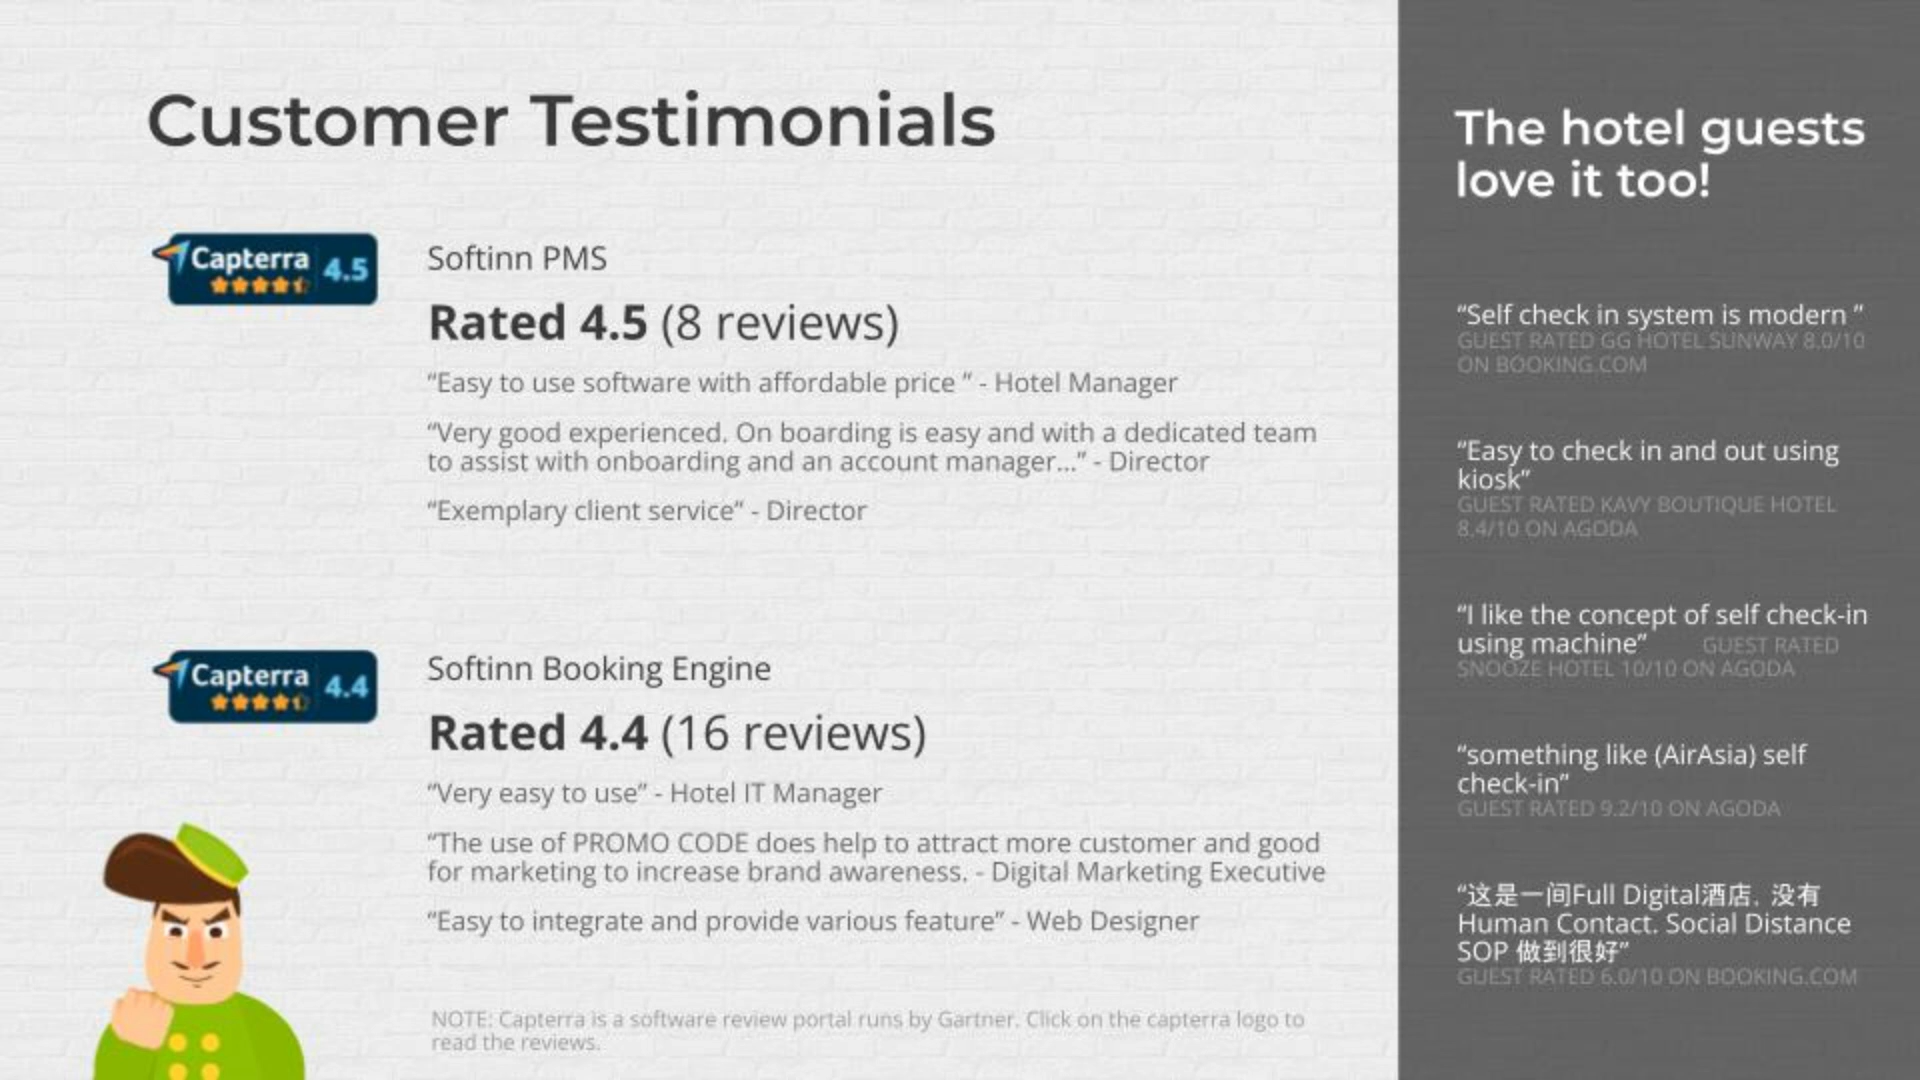 Customer Testimonials
Capterra 4.5
Softinn PMS
Rated 4.5 (8 reviews)
“Easy to use software with affordable price ” - Hotel Manager
“Very good experienced. On boarding is easy and with a dedicated team
to assist with onboarding and an account manager...” - Director
“Exemplary client service” - Director
Capterra 4.4
Softinn Booking Engine
Rated 4.4 (16 reviews)
“Very easy to use” - Hotel IT Manager
“The use of PROMO CODE does help to attract more customer and good
for marketing to increase brand awareness. - Digital Marketing Executive
“Easy to integrate and provide various feature” - Web Designer
NOTE: Capterra is a software review portal runs by Gartner. Click on the capterra logo to
read the reviews.
The hotel guests
love it too!
“Self check in system is modern ”
GUEST RATED GG HOTEL SUNWAY 8.0/10
ON BOOKING.COM
“Easy to check in and out using
kiosk”
GUEST RATED KAVY BOUTIQUE HOTEL
8.4/10 ON AGODA
“I like the concept of self check-in
using machine” GUEST RATED
SNOOZE HOTEL 10/10 ON AGODA
“something like (AirAsia) self
check-in”
GUEST RATED 9.2/10 ON AGODA
“这是一间Full Digital酒店. 没有
Human Contact. Social Distance
SOP 做到很好”
GUEST RATED 6.0/10 ON BOOKING.COM